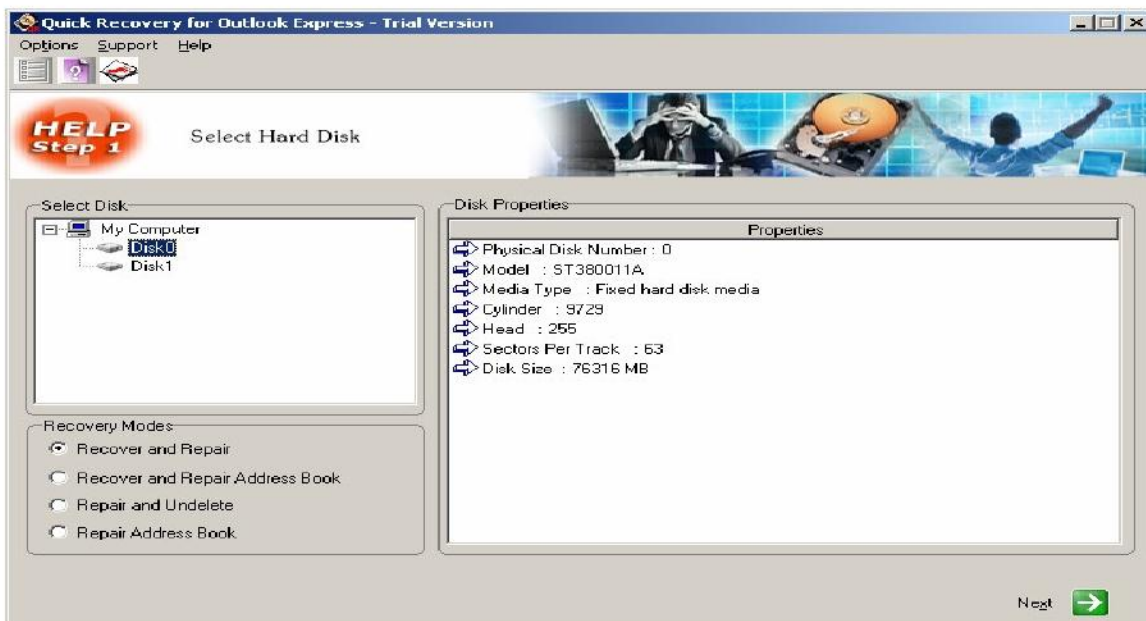 Quick Recovery for Outlook Express - Trial Version
Options Support Help
HELP
Step 1
Select Hard Disk
Select Disk
My Computer
Disk0
Disk1
Recovery Modes
Recover and Repair
Recover and Repair Address Book
Repair and Undelete
Repair Address Book
Disk Properties
Properties
Physical Disk Number : 0
Model : ST380011A
Media Type : Fixed hard disk media
Cylinder : 9729
Head : 255
Sectors Per Track : 63
Disk Size : 76316 MB
Next